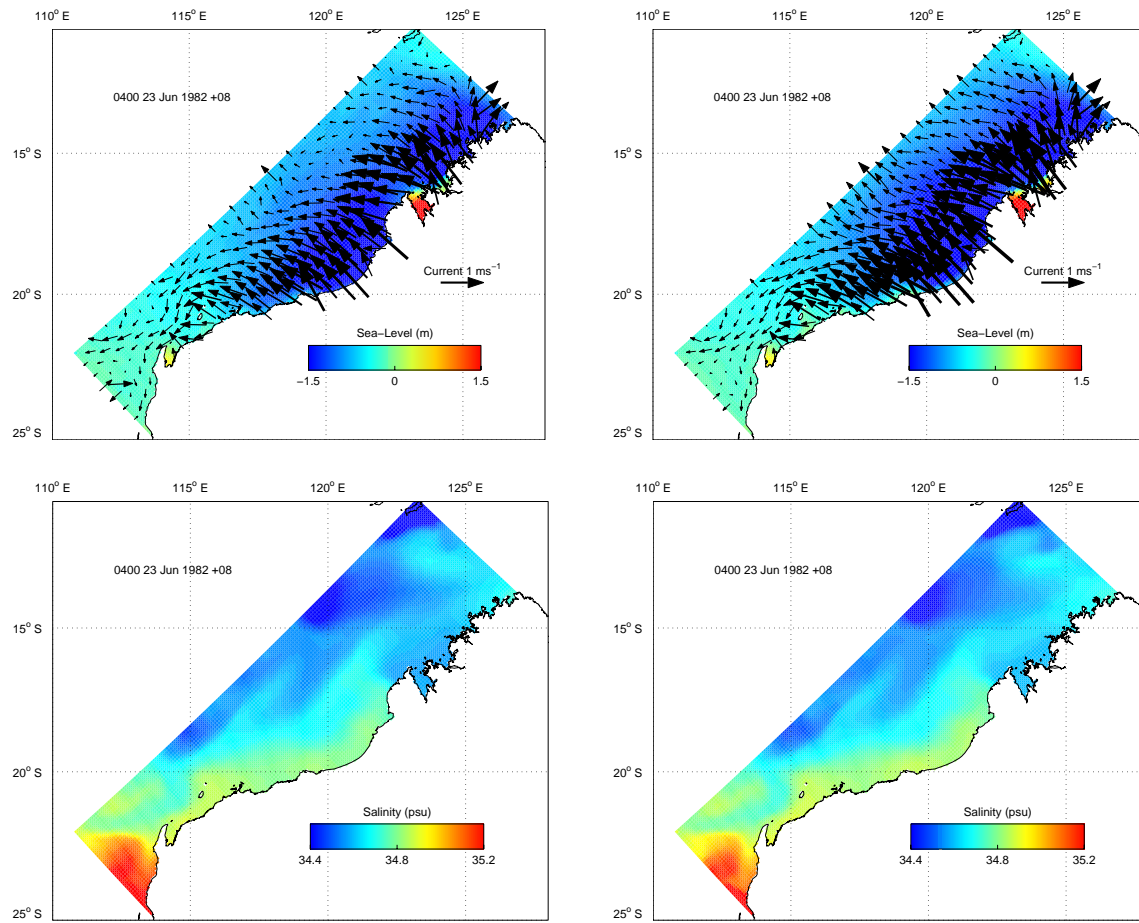 110° E 115° E 120° E 125° E
0400 23 Jun 1982 +08
15° S
Current 1 ms⁻¹
20° S
Sea−Level (m)
−1.5 0 1.5
25° S
110° E 115° E 120° E 125° E
0400 23 Jun 1982 +08
15° S
Current 1 ms⁻¹
20° S
Sea−Level (m)
−1.5 0 1.5
25° S
110° E 115° E 120° E 125° E
0400 23 Jun 1982 +08
15° S
20° S
Salinity (psu)
34.4 34.8 35.2
25° S
110° E 115° E 120° E 125° E
0400 23 Jun 1982 +08
15° S
20° S
Salinity (psu)
34.4 34.8 35.2
25° S